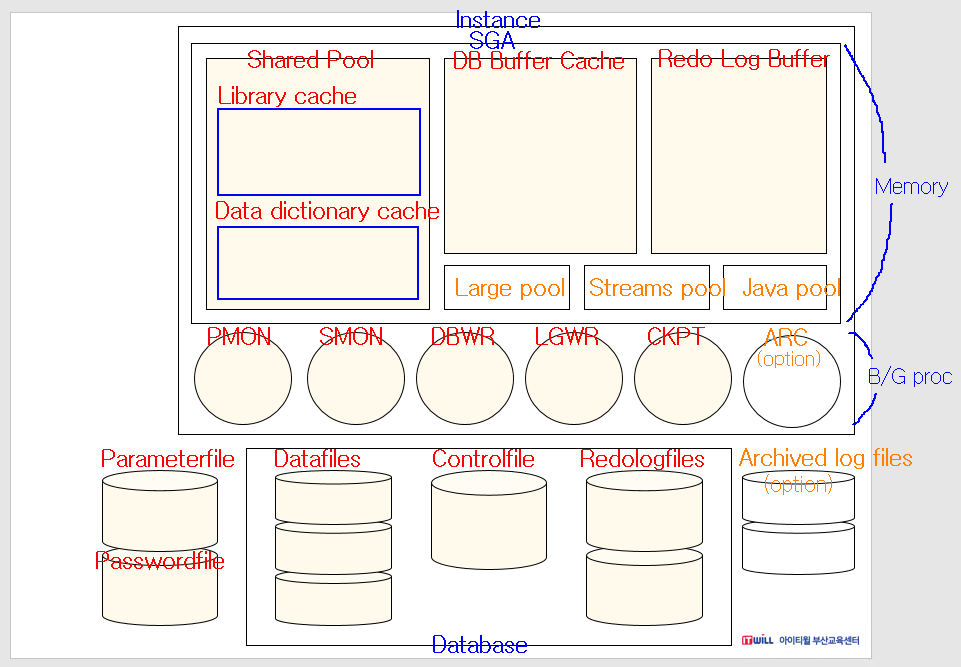 Instance
SGA
Shared Pool
DB Buffer Cache
Redo Log Buffer
Library cache
Memory
Data dictionary cache
Large pool
Streams pool
Java pool
PMON
SMON
DBWR
LGWR
CKPT
ARC
(option)
B/G proc
Parameterfile
Datafiles
Controlfile
Redologfiles
Archived log files
(option)
Passwordfile
Database
ITWILL 아이티윌 부산교육센터